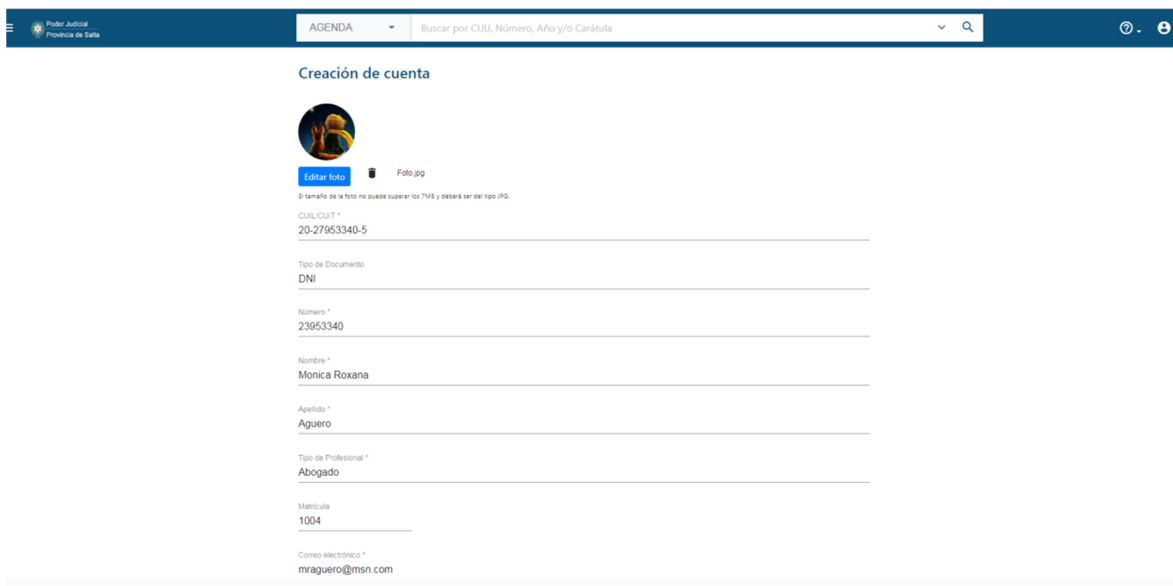 Poder Judicial
Provincia de Salta
AGENDA
Buscar por CUIJ, Número, Año y/o Carátula
Creación de cuenta
Editar foto
Foto.jpg
El tamaño de la foto no puede superar los 7MB y deberá ser del tipo JPG.
CUIL/CUIT *
20-27953340-5
Tipo de Documento
DNI
Número *
23953340
Nombre *
Monica Roxana
Apellido *
Aguero
Tipo de Profesional *
Abogado
Matrícula
1004
Correo electrónico *
mraguero@msn.com